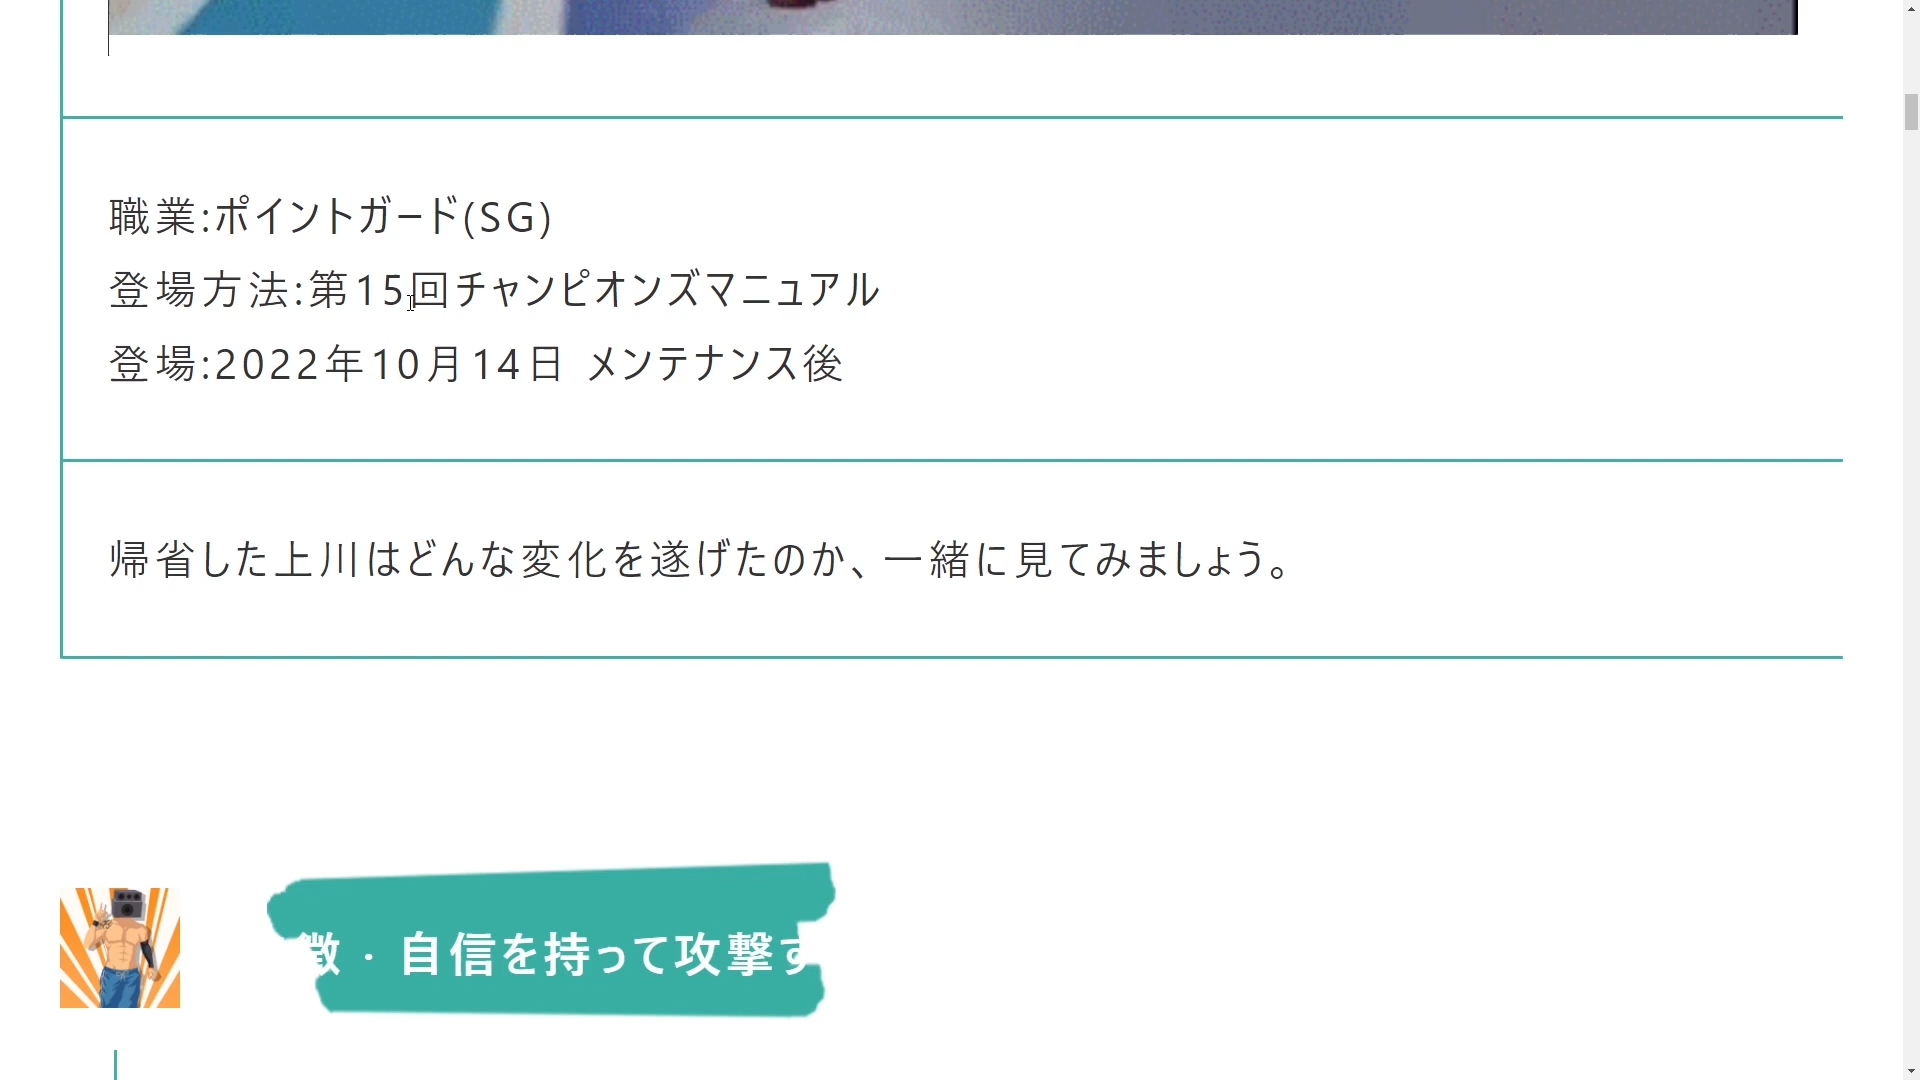 職業:ポイントガード(SG)
登場方法:第15回チャンピオンズマニュアル
登場:2022年10月14日 メンテナンス後
帰省した上川はどんな変化を遂げたのか、一緒に見てみましょう。
徴・自信を持って攻撃す